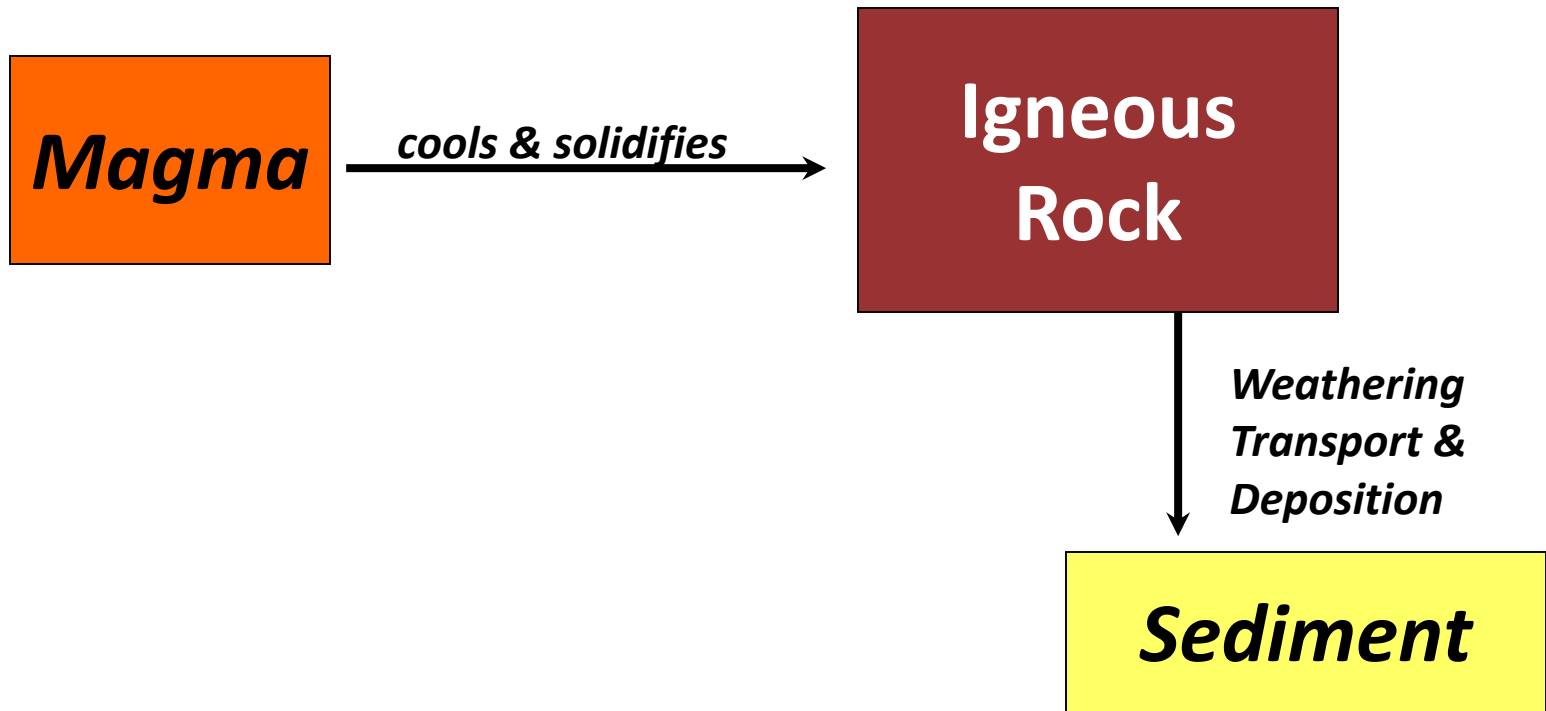 Magma
cools & solidifies
Igneous
Rock
Weathering
Transport &
Deposition
Sediment